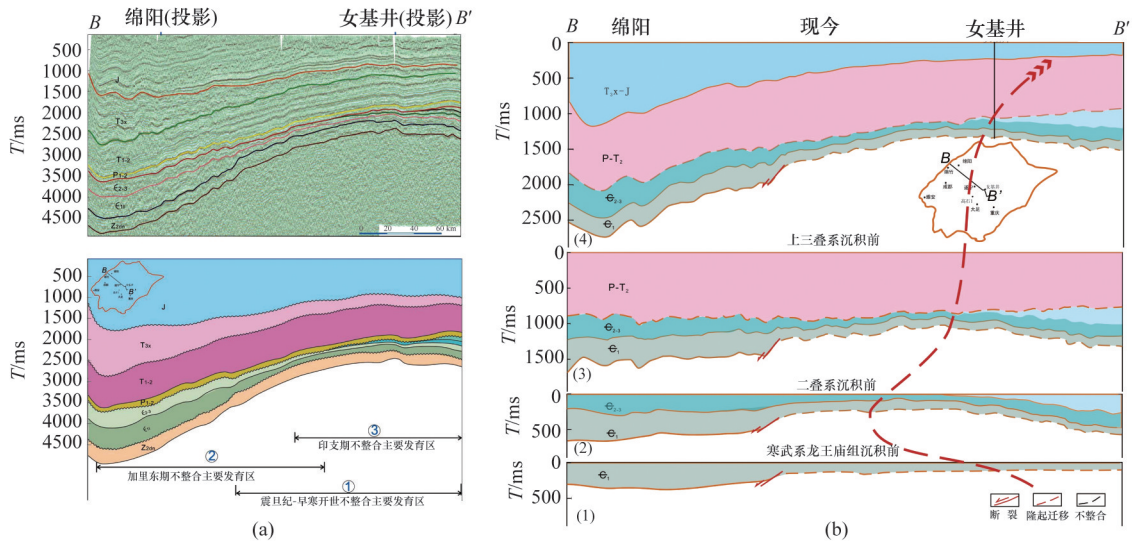 B 绵阳(投影) 女基井(投影) B′
T/ms
500
1000
1500
2000
2500
3000
3500
4000
4500
J
T₃ₓ
T₁₋₂
P₁₋₂
Є₂₋₃
0 20 40 60 km
T/ms
500
1000
1500
2000
2500
3000
3500
4000
4500
B
B′
J
T₃ₓ
T₁₋₂
P₁₋₂
③
印支期不整合主要发育区
②
加里东期不整合主要发育区
①
震旦纪-早寒开世不整合主要发育区
(a)
B 绵阳 现今 女基井 B′
T/ms
0
500
1000
1500
2000
2500
T₃x-J
P-T₂
Є₂₋₃
Є₁
B
绵阳
B′
重庆
(4)
上三叠系沉积前
T/ms
0
500
1000
1500
P-T₂
Є₂₋₃
Є₁
(3)
二叠系沉积前
T/ms
0
500
Є₂₋₃
Є₁
(2)
寒武系龙王庙组沉积前
0
500
Є₁
(1)
断裂 隆起迁移 不整合
(b)